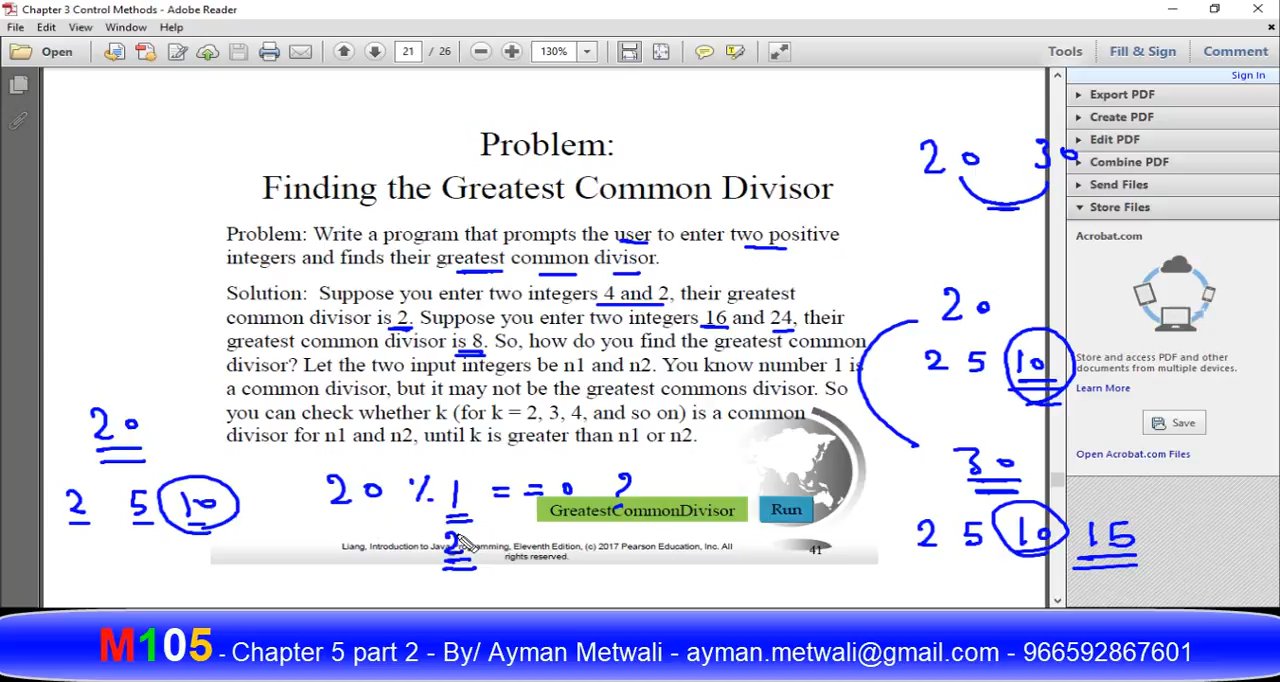 Chapter 3 Control Methods - Adobe Reader
File Edit View Window Help
Open 21 / 26 130% Tools Fill & Sign Comment
Sign In
Export PDF
Create PDF
Edit PDF
Combine PDF
Send Files
Store Files
Acrobat.com
Store and access PDF and other
documents from multiple devices.
Learn More
Save
Open Acrobat.com Files
Problem:
Finding the Greatest Common Divisor
Problem: Write a program that prompts the user to enter two positive
integers and finds their greatest common divisor.
Solution: Suppose you enter two integers 4 and 2, their greatest
common divisor is 2. Suppose you enter two integers 16 and 24, their
greatest common divisor is 8. So, how do you find the greatest common
divisor? Let the two input integers be n1 and n2. You know number 1 is
a common divisor, but it may not be the greatest commons divisor. So
you can check whether k (for k = 2, 3, 4, and so on) is a common
divisor for n1 and n2, until k is greater than n1 or n2.
20 30
20
2 5 10
30
2 5 10 15
20
2 5 10
20 % 1 = = 0 ?
2
GreatestCommonDivisor Run
Liang, Introduction to Java Programming, Eleventh Edition, (c) 2017 Pearson Education, Inc. All
rights reserved.
41
M105 - Chapter 5 part 2 - By/ Ayman Metwali - ayman.metwali@gmail.com - 966592867601